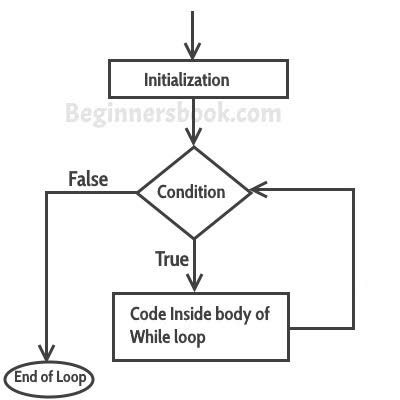 Initialization
Beginnersbook.com
False
Condition
True
Code Inside body of
While loop
End of Loop